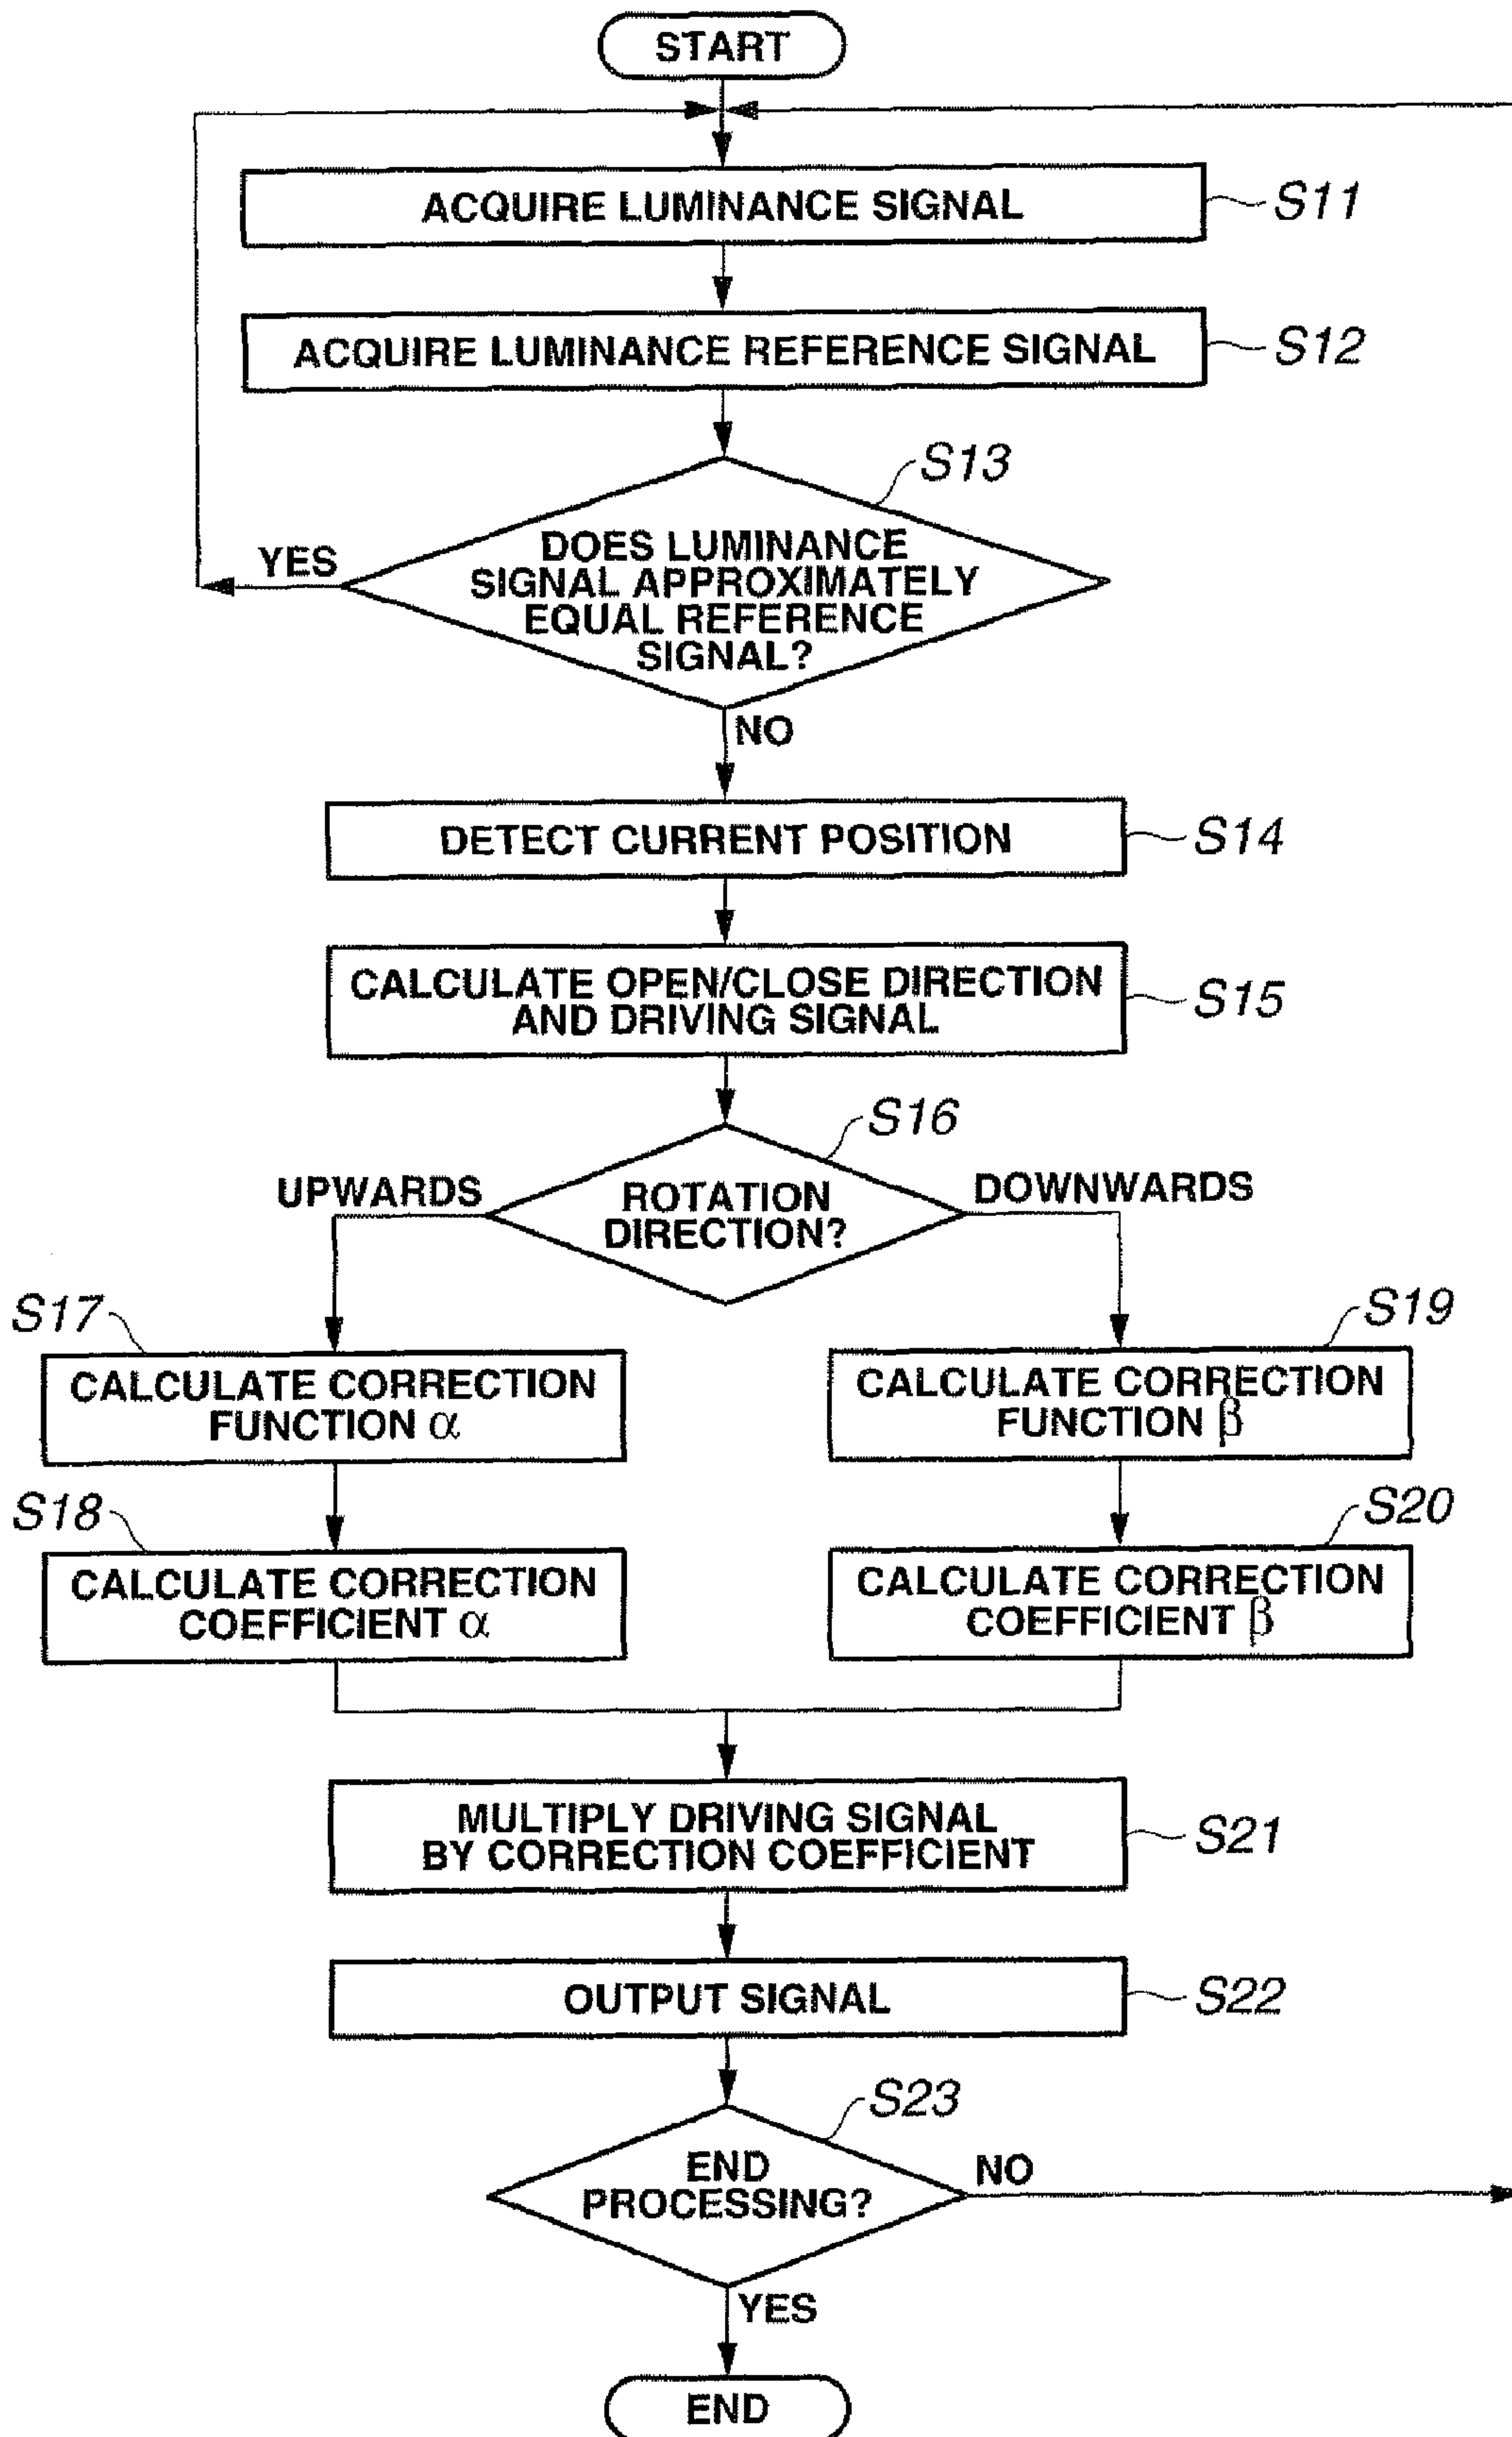 START
ACQUIRE LUMINANCE SIGNAL
S11
ACQUIRE LUMINANCE REFERENCE SIGNAL
S12
S13
DOES LUMINANCE
SIGNAL APPROXIMATELY
EQUAL REFERENCE
SIGNAL?
YES
NO
DETECT CURRENT POSITION
S14
CALCULATE OPEN/CLOSE DIRECTION
AND DRIVING SIGNAL
S15
S16
UPWARDS
ROTATION
DIRECTION?
DOWNWARDS
S17
CALCULATE CORRECTION
FUNCTION α
S19
CALCULATE CORRECTION
FUNCTION β
S18
CALCULATE CORRECTION
COEFFICIENT α
S20
CALCULATE CORRECTION
COEFFICIENT β
MULTIPLY DRIVING SIGNAL
BY CORRECTION COEFFICIENT
S21
OUTPUT SIGNAL
S22
S23
END
PROCESSING?
NO
YES
END